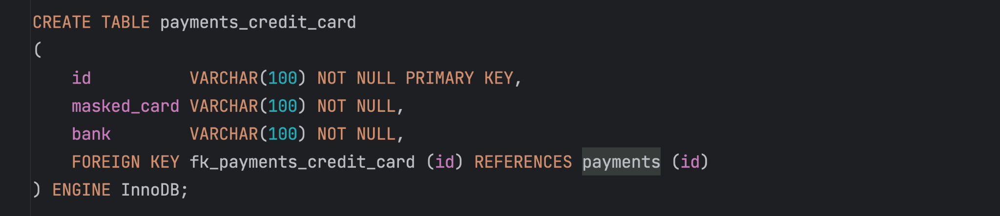 CREATE TABLE payments_credit_card
(
    id          VARCHAR(100) NOT NULL PRIMARY KEY,
    masked_card VARCHAR(100) NOT NULL,
    bank        VARCHAR(100) NOT NULL,
    FOREIGN KEY fk_payments_credit_card (id) REFERENCES payments (id)
) ENGINE InnoDB;